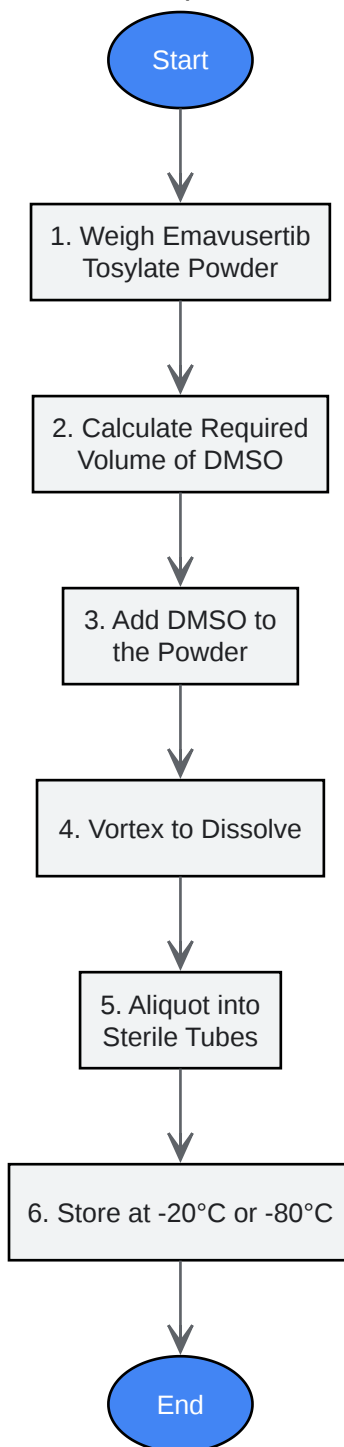 Start
1. Weigh Emavusertib
Tosylate Powder
2. Calculate Required
Volume of DMSO
3. Add DMSO to
the Powder
4. Vortex to Dissolve
5. Aliquot into
Sterile Tubes
6. Store at -20°C or -80°C
End